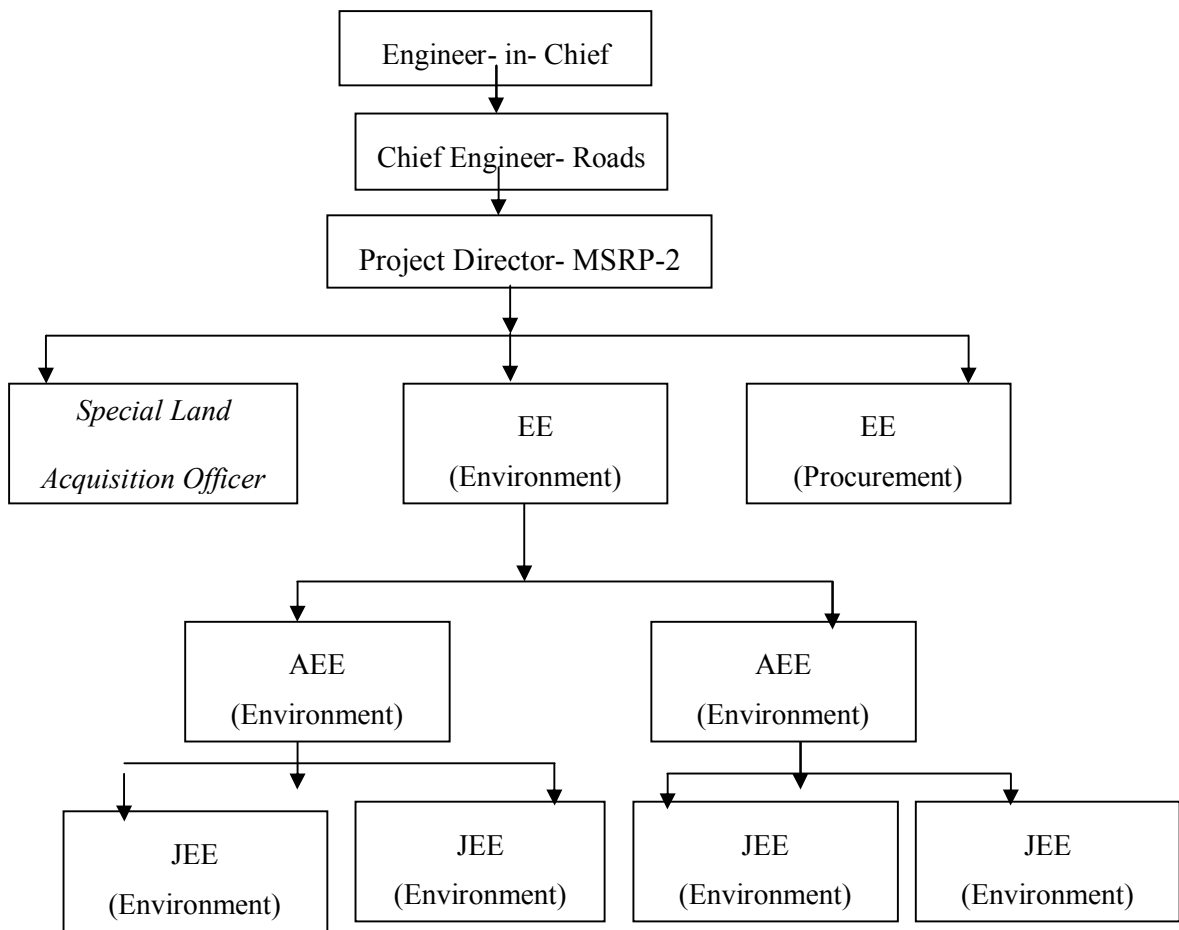 Engineer- in- Chief
Chief Engineer- Roads
Project Director- MSRP-2
Special Land
Acquisition Officer
EE
(Environment)
EE
(Procurement)
AEE
(Environment)
AEE
(Environment)
JEE
(Environment)
JEE
(Environment)
JEE
(Environment)
JEE
(Environment)